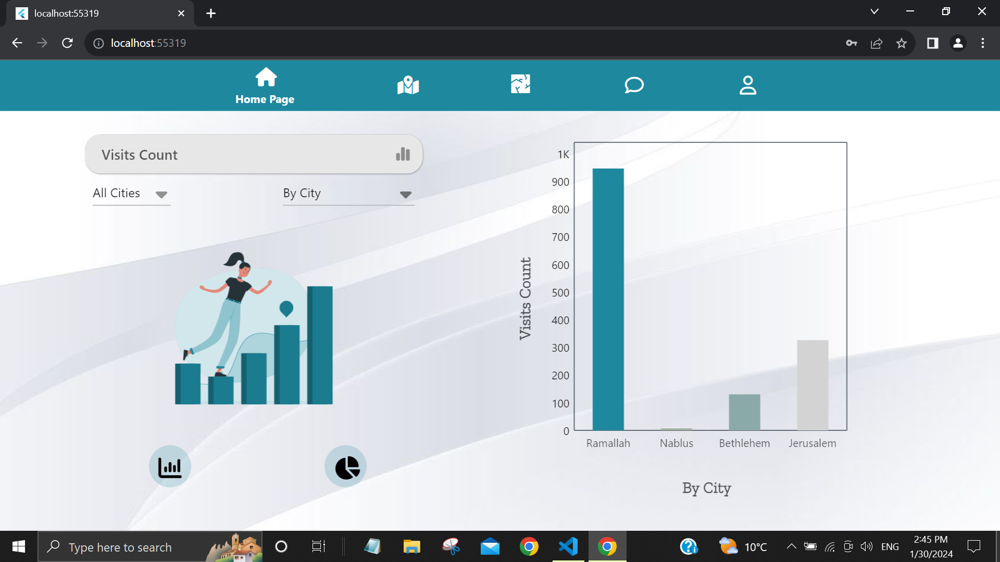 localhost:55319
localhost:55319
Home Page
Visits Count
All Cities
By City
1K
900
800
700
600
500
400
300
200
100
0
Visits Count
Ramallah
Nablus
Bethlehem
Jerusalem
By City
Type here to search
10°C
ENG
2:45 PM
1/30/2024